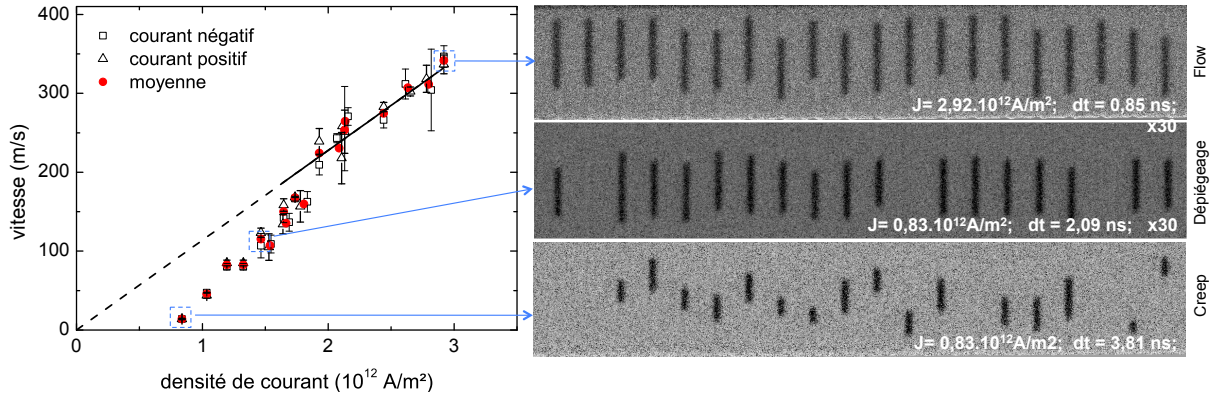 400
300
200
100
0
0
1
2
3
vitesse (m/s)
densité de courant (10¹² A/m²)
courant négatif
courant positif
moyenne
J= 2,92.10¹²A/m²; dt = 0,85 ns;
x30
Flow
J= 0,83.10¹²A/m²; dt = 2,09 ns; x30
Dépiégeage
J= 0,83.10¹²A/m2; dt = 3,81 ns;
Creep